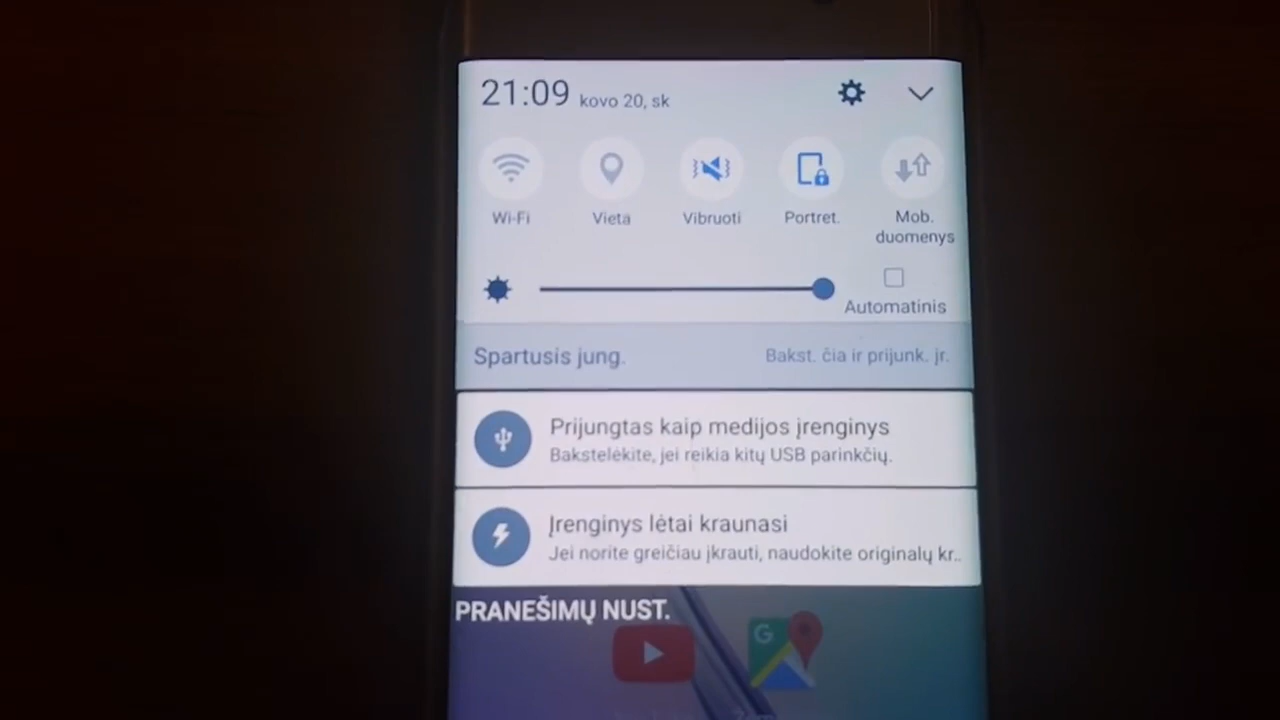 21:09 kovo 20, sk
Wi-Fi
Vieta
Vibruoti
Portret.
Mob.
duomenys
Automatinis
Spartusis jung.
Bakst. čia ir prijunk. įr.
Prijungtas kaip medijos įrenginys
Bakstelėkite, jei reikia kitų USB parinkčių.
Įrenginys lėtai kraunasi
Jei norite greičiau įkrauti, naudokite originalų kr..
PRANEŠIMŲ NUST.
G